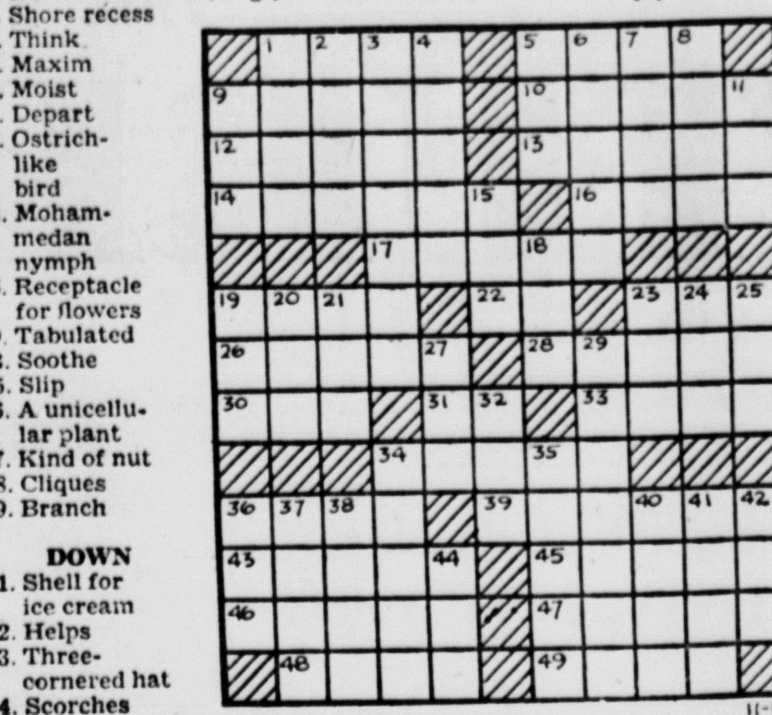 Shore recess
Think
Maxim
Moist
Depart
Ostrich-
like
bird
. Moham-
medan
nymph
. Receptacle
for flowers
. Tabulated
. Soothe
. Slip
. A unicellu-
lar plant
. Kind of nut
. Cliques
. Branch
DOWN
1. Shell for
ice cream
2. Helps
3. Three-
cornered hat
4. Scorches
1 2 3 4 5 6 7 8
9 10 11
12 13
14 15 16
17 18
19 20 21 22 23 24 25
26 27 28 29
30 31 32 33
34 35
36 37 38 39 40 41 42
43 44 45
46 47
48 49
11-